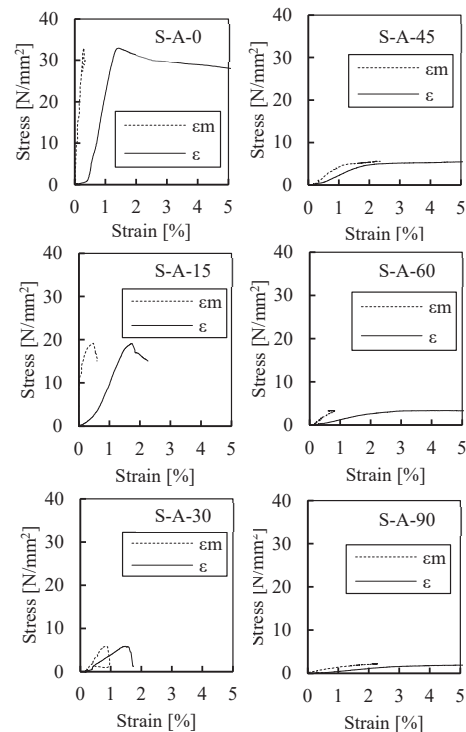 S-A-0
Stress [N/mm²]
40
30
20
10
0
εm
ε
0 1 2 3 4 5
Strain [%]
S-A-45
Stress [N/mm²]
40
30
20
10
0
εm
ε
0 1 2 3 4 5
Strain [%]
S-A-15
Stress [N/mm²]
40
30
20
10
0
εm
ε
0 1 2 3 4 5
Strain [%]
S-A-60
Stress [N/mm²]
40
30
20
10
0
εm
ε
0 1 2 3 4 5
Strain [%]
S-A-30
Stress [N/mm²]
40
30
20
10
0
εm
ε
0 1 2 3 4 5
Strain [%]
S-A-90
Stress [N/mm²]
40
30
20
10
0
εm
ε
0 1 2 3 4 5
Strain [%]